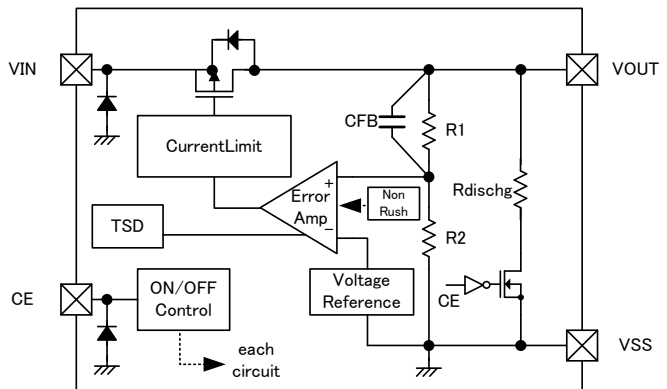 VIN
VOUT
CFB
R1
CurrentLimit
Rdischg
+
Error
Amp
-
Non
Rush
TSD
R2
Voltage
Reference
CE
ON/OFF
Control
CE
each
circuit
VSS